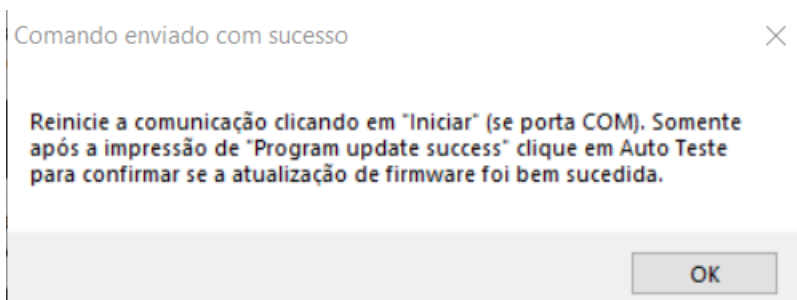 Comando enviado com sucesso
Reinicie a comunicação clicando em "Iniciar" (se porta COM). Somente
após a impressão de "Program update success" clique em Auto Teste
para confirmar se a atualização de firmware foi bem sucedida.
OK